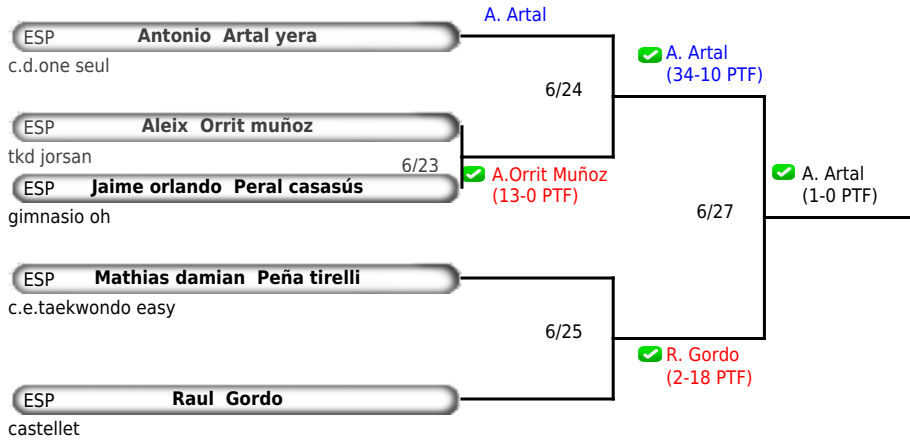 A. Artal
ESP Antonio Artal yera
c.d.one seul
A. Artal
(34-10 PTF)
6/24
ESP Aleix Orrit muñoz
tkd jorsan
6/23
A.Orrit Muñoz
(13-0 PTF)
ESP Jaime orlando Peral casasús
gimnasio oh
A. Artal
(1-0 PTF)
6/27
ESP Mathias damian Peña tirelli
c.e.taekwondo easy
6/25
R. Gordo
(2-18 PTF)
ESP Raul Gordo
castellet